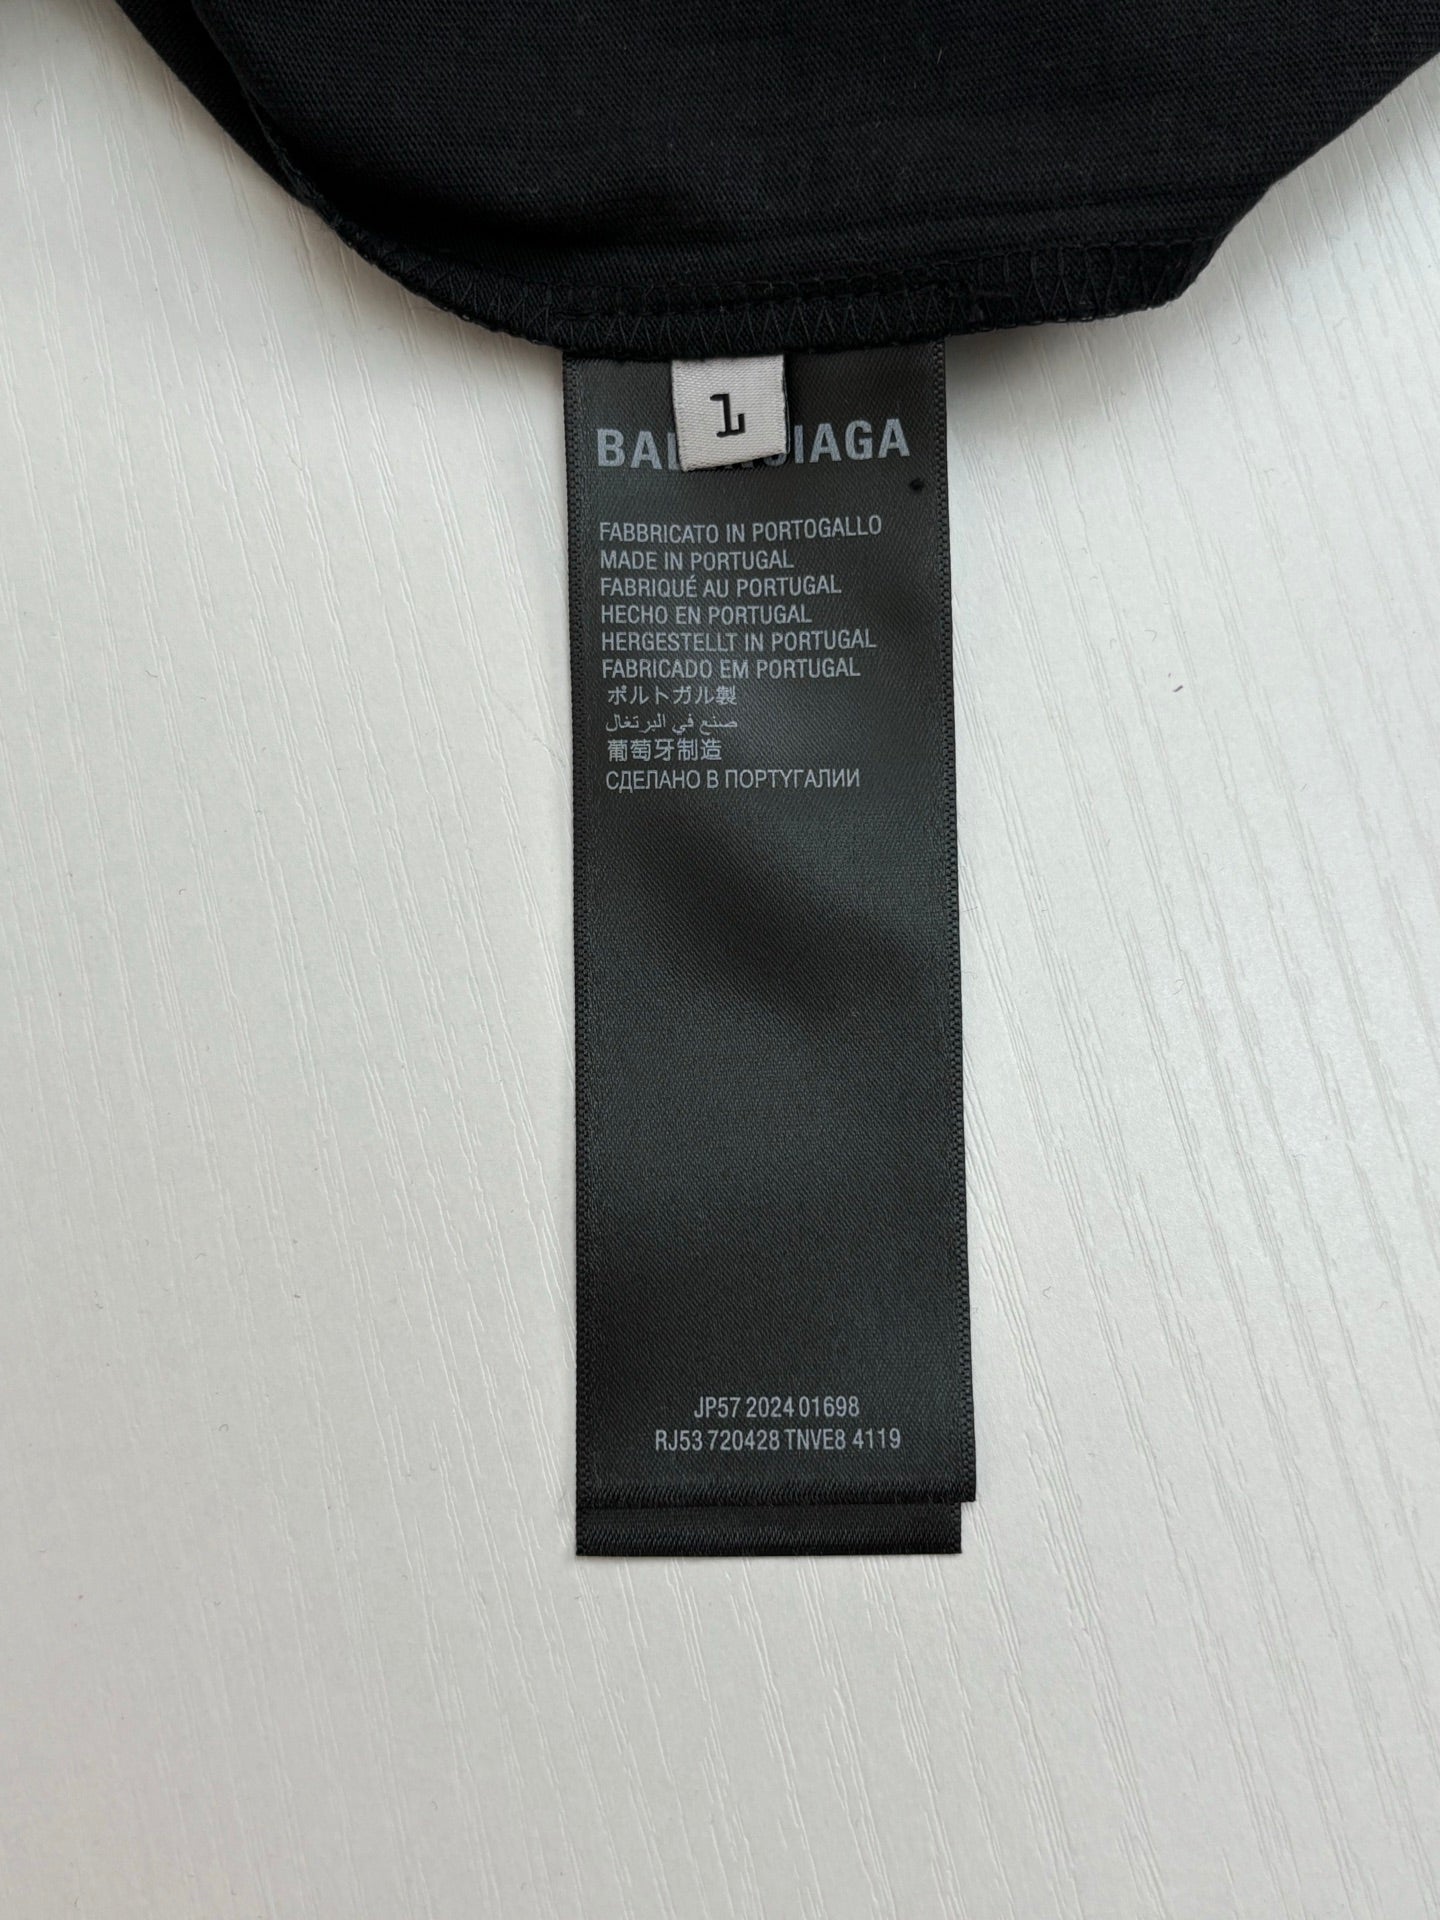 1
BALENCIAGA
FABBRICATO IN PORTOGALLO
MADE IN PORTUGAL
FABRIQUÉ AU PORTUGAL
HECHO EN PORTUGAL
HERGESTELLT IN PORTUGAL
FABRICADO EM PORTUGAL
ポルトガル製
صنع في البرتغال
葡萄牙制造
СДЕЛАНО В ПОРТУГАЛИИ
JP57 2024 01698
RJ53 720428 TNVE8 4119